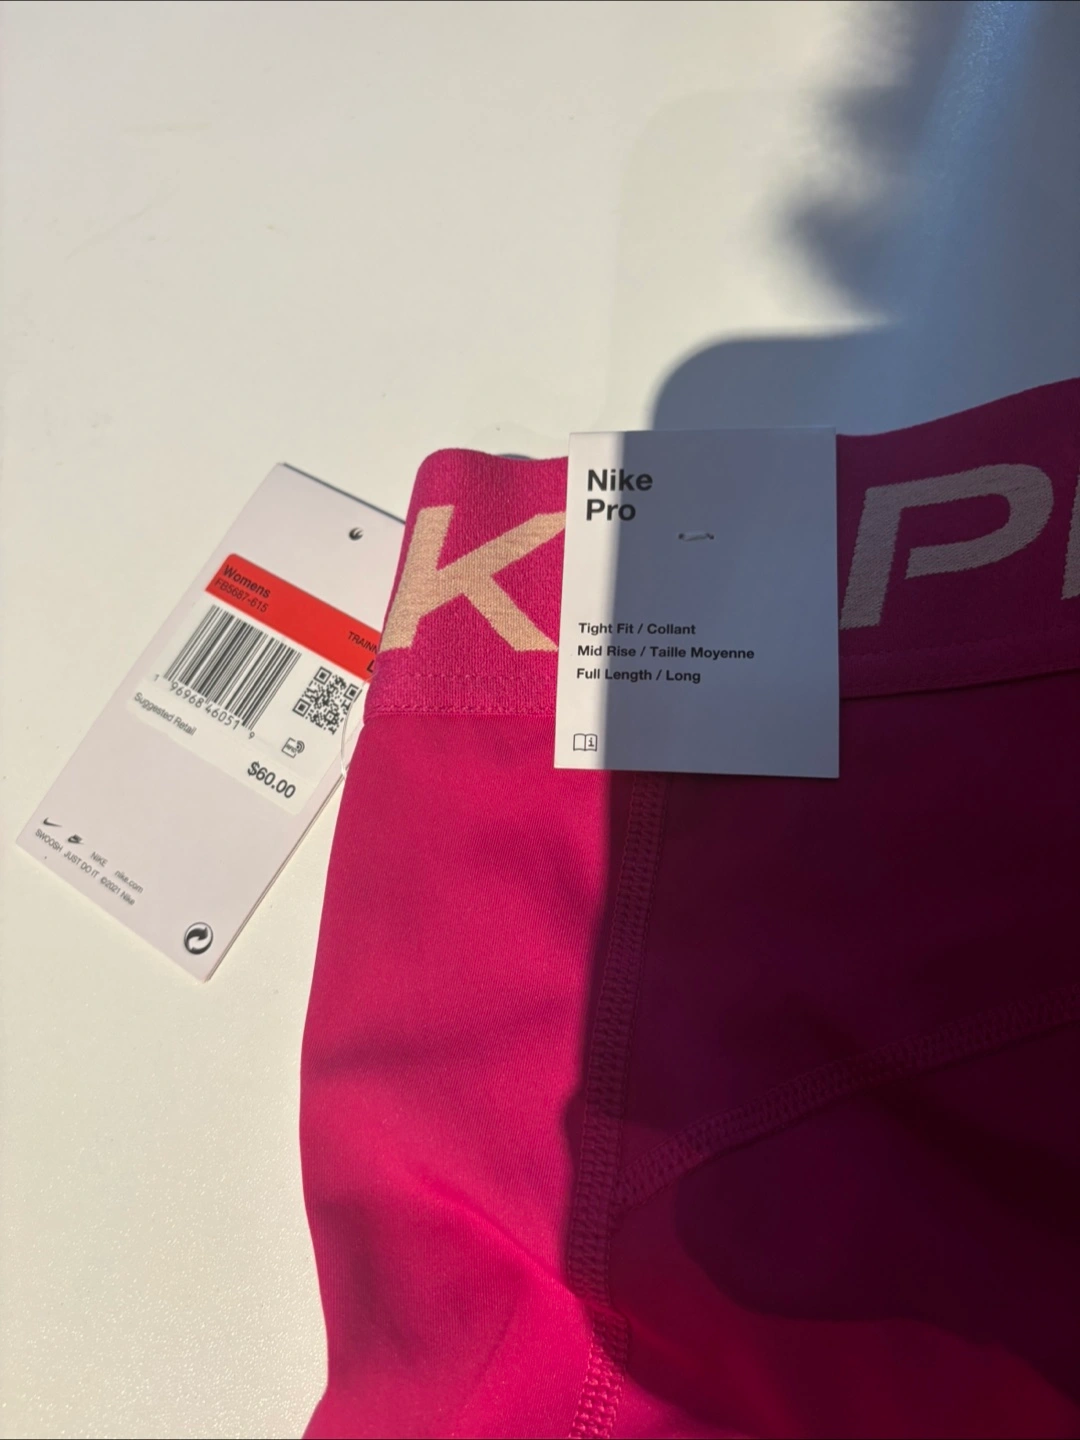 K
P
Nike
Pro
Tight Fit / Collant
Mid Rise / Taille Moyenne
Full Length / Long
Womens
FB5687-615
L
1 96968 46051 9
Suggested Retail
$60.00
NIKE nike.com
SWOOSH JUST DO IT ©2021 Nike